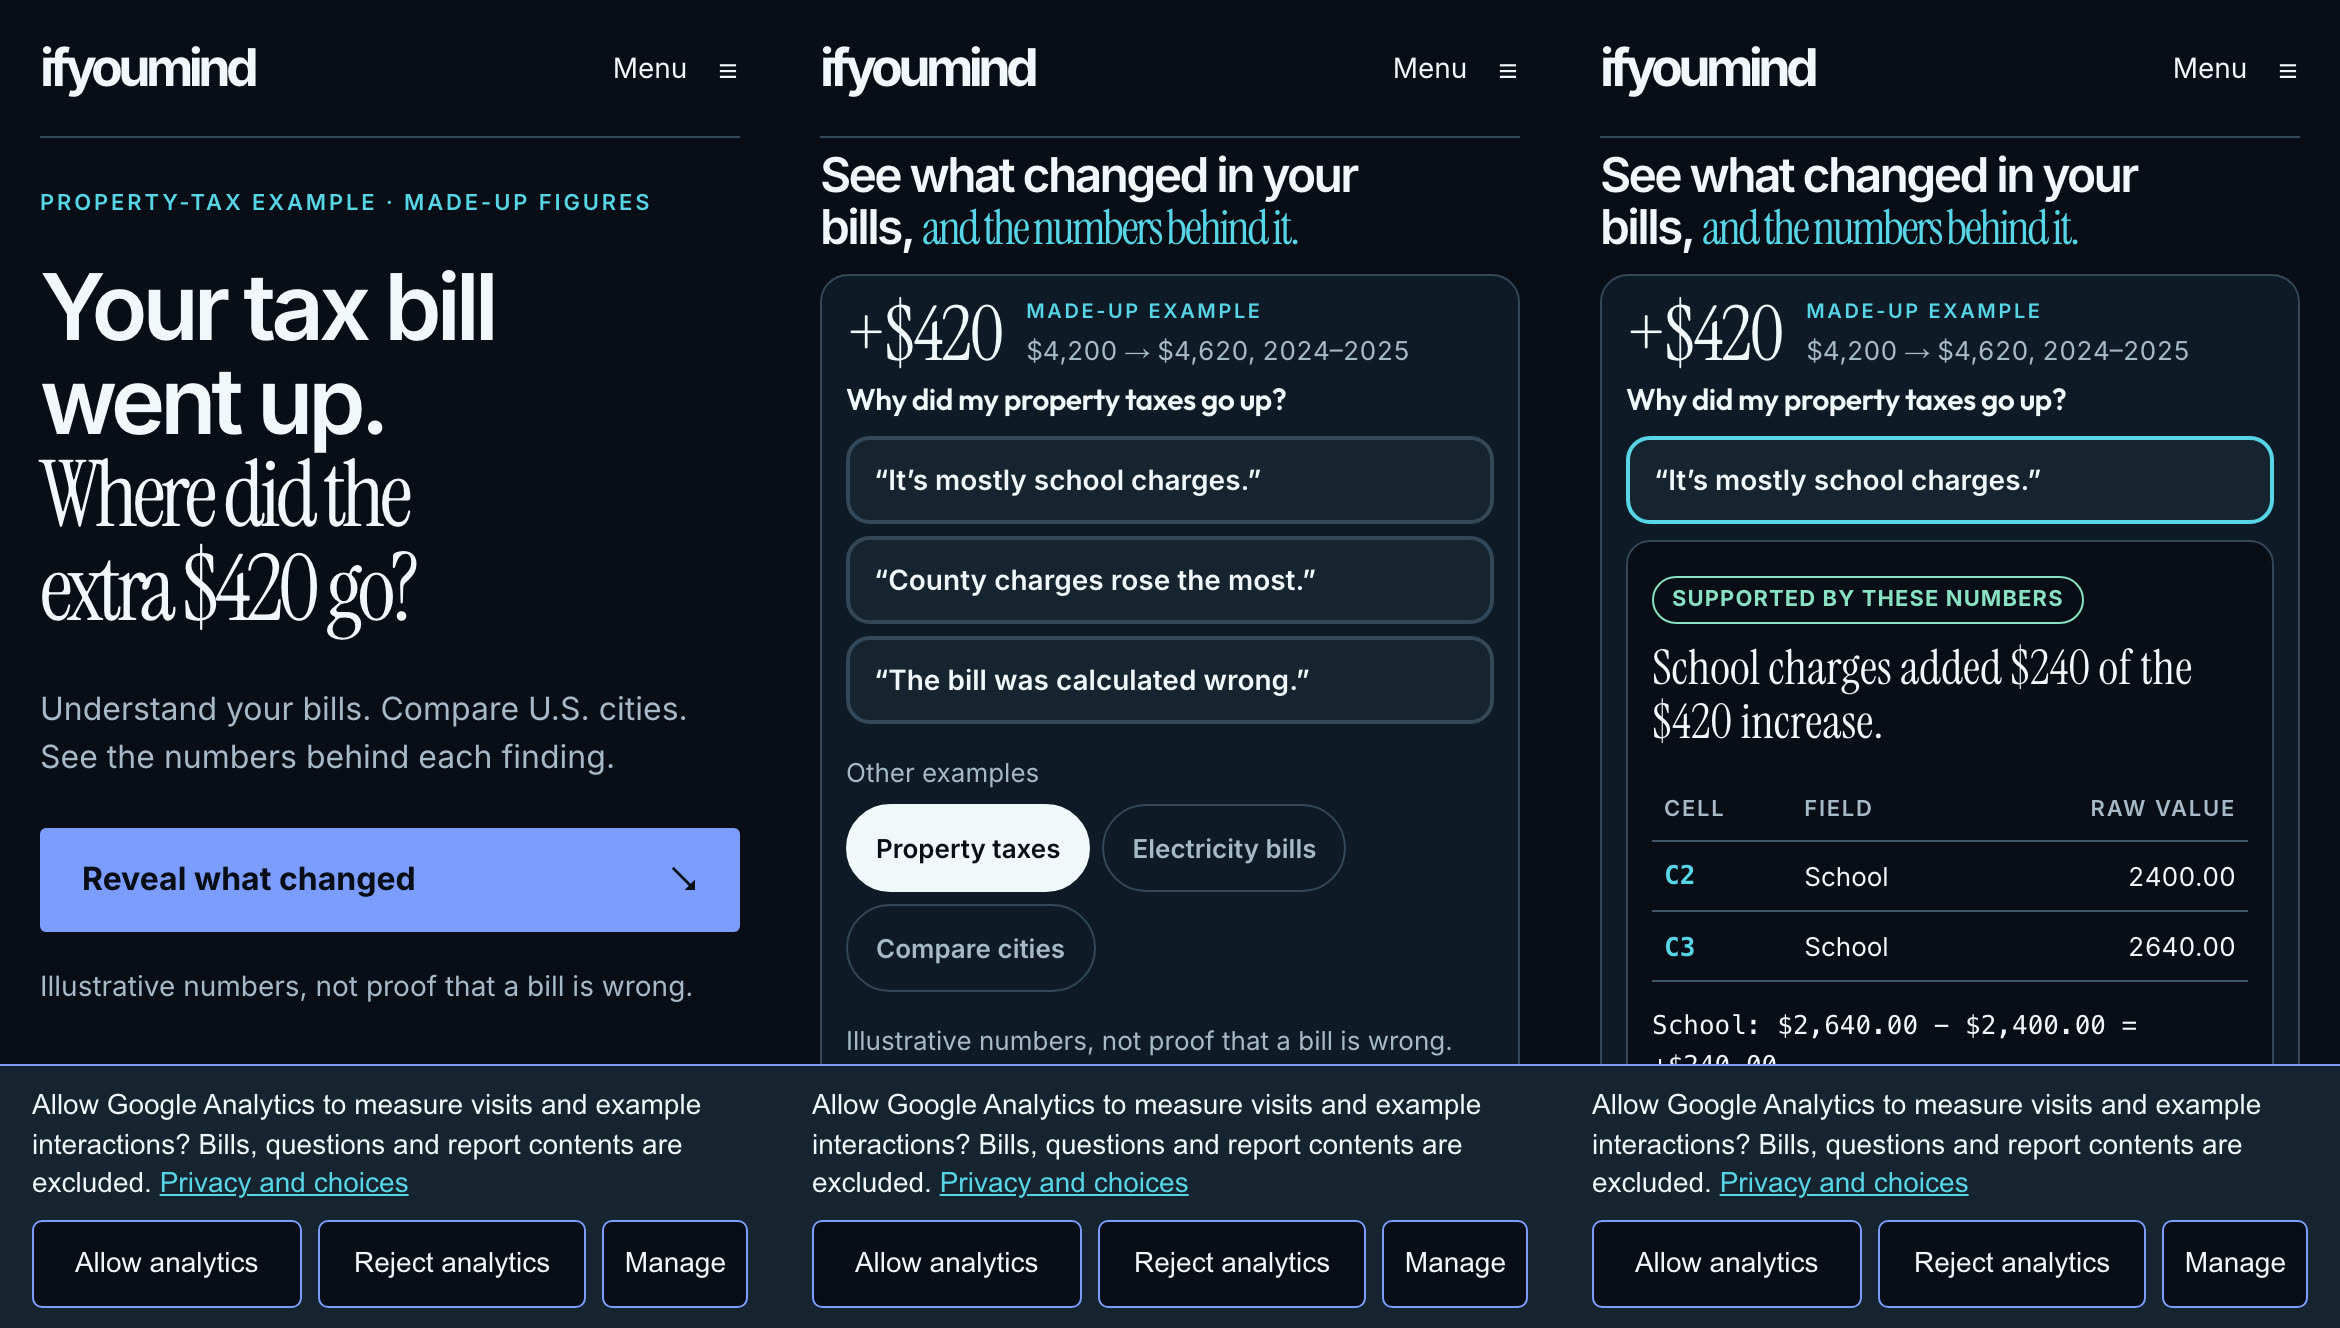 ifyoumind
Menu ≡
PROPERTY-TAX EXAMPLE · MADE-UP FIGURES
Your tax bill
went up.
Where did the
extra $420 go?
Understand your bills. Compare U.S. cities.
See the numbers behind each finding.
Reveal what changed ↘
Illustrative numbers, not proof that a bill is wrong.
Allow Google Analytics to measure visits and example
interactions? Bills, questions and report contents are
excluded. Privacy and choices
Allow analytics
Reject analytics
Manage
ifyoumind
Menu ≡
See what changed in your
bills, and the numbers behind it.
+$420
MADE-UP EXAMPLE
$4,200 → $4,620, 2024–2025
Why did my property taxes go up?
“It’s mostly school charges.”
“County charges rose the most.”
“The bill was calculated wrong.”
Other examples
Property taxes
Electricity bills
Compare cities
Illustrative numbers, not proof that a bill is wrong.
Allow Google Analytics to measure visits and example
interactions? Bills, questions and report contents are
excluded. Privacy and choices
Allow analytics
Reject analytics
Manage
ifyoumind
Menu ≡
See what changed in your
bills, and the numbers behind it.
+$420
MADE-UP EXAMPLE
$4,200 → $4,620, 2024–2025
Why did my property taxes go up?
“It’s mostly school charges.”
SUPPORTED BY THESE NUMBERS
School charges added $240 of the
$420 increase.
CELL FIELD RAW VALUE
C2 School 2400.00
C3 School 2640.00
School: $2,640.00 − $2,400.00 =
+$240.00
Allow Google Analytics to measure visits and example
interactions? Bills, questions and report contents are
excluded. Privacy and choices
Allow analytics
Reject analytics
Manage